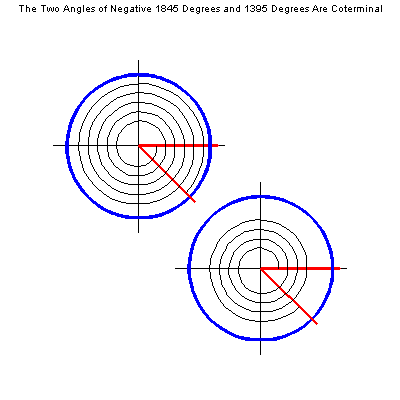 The Two Angles of Negative 1845 Degrees and 1395 Degrees Are Coterminal